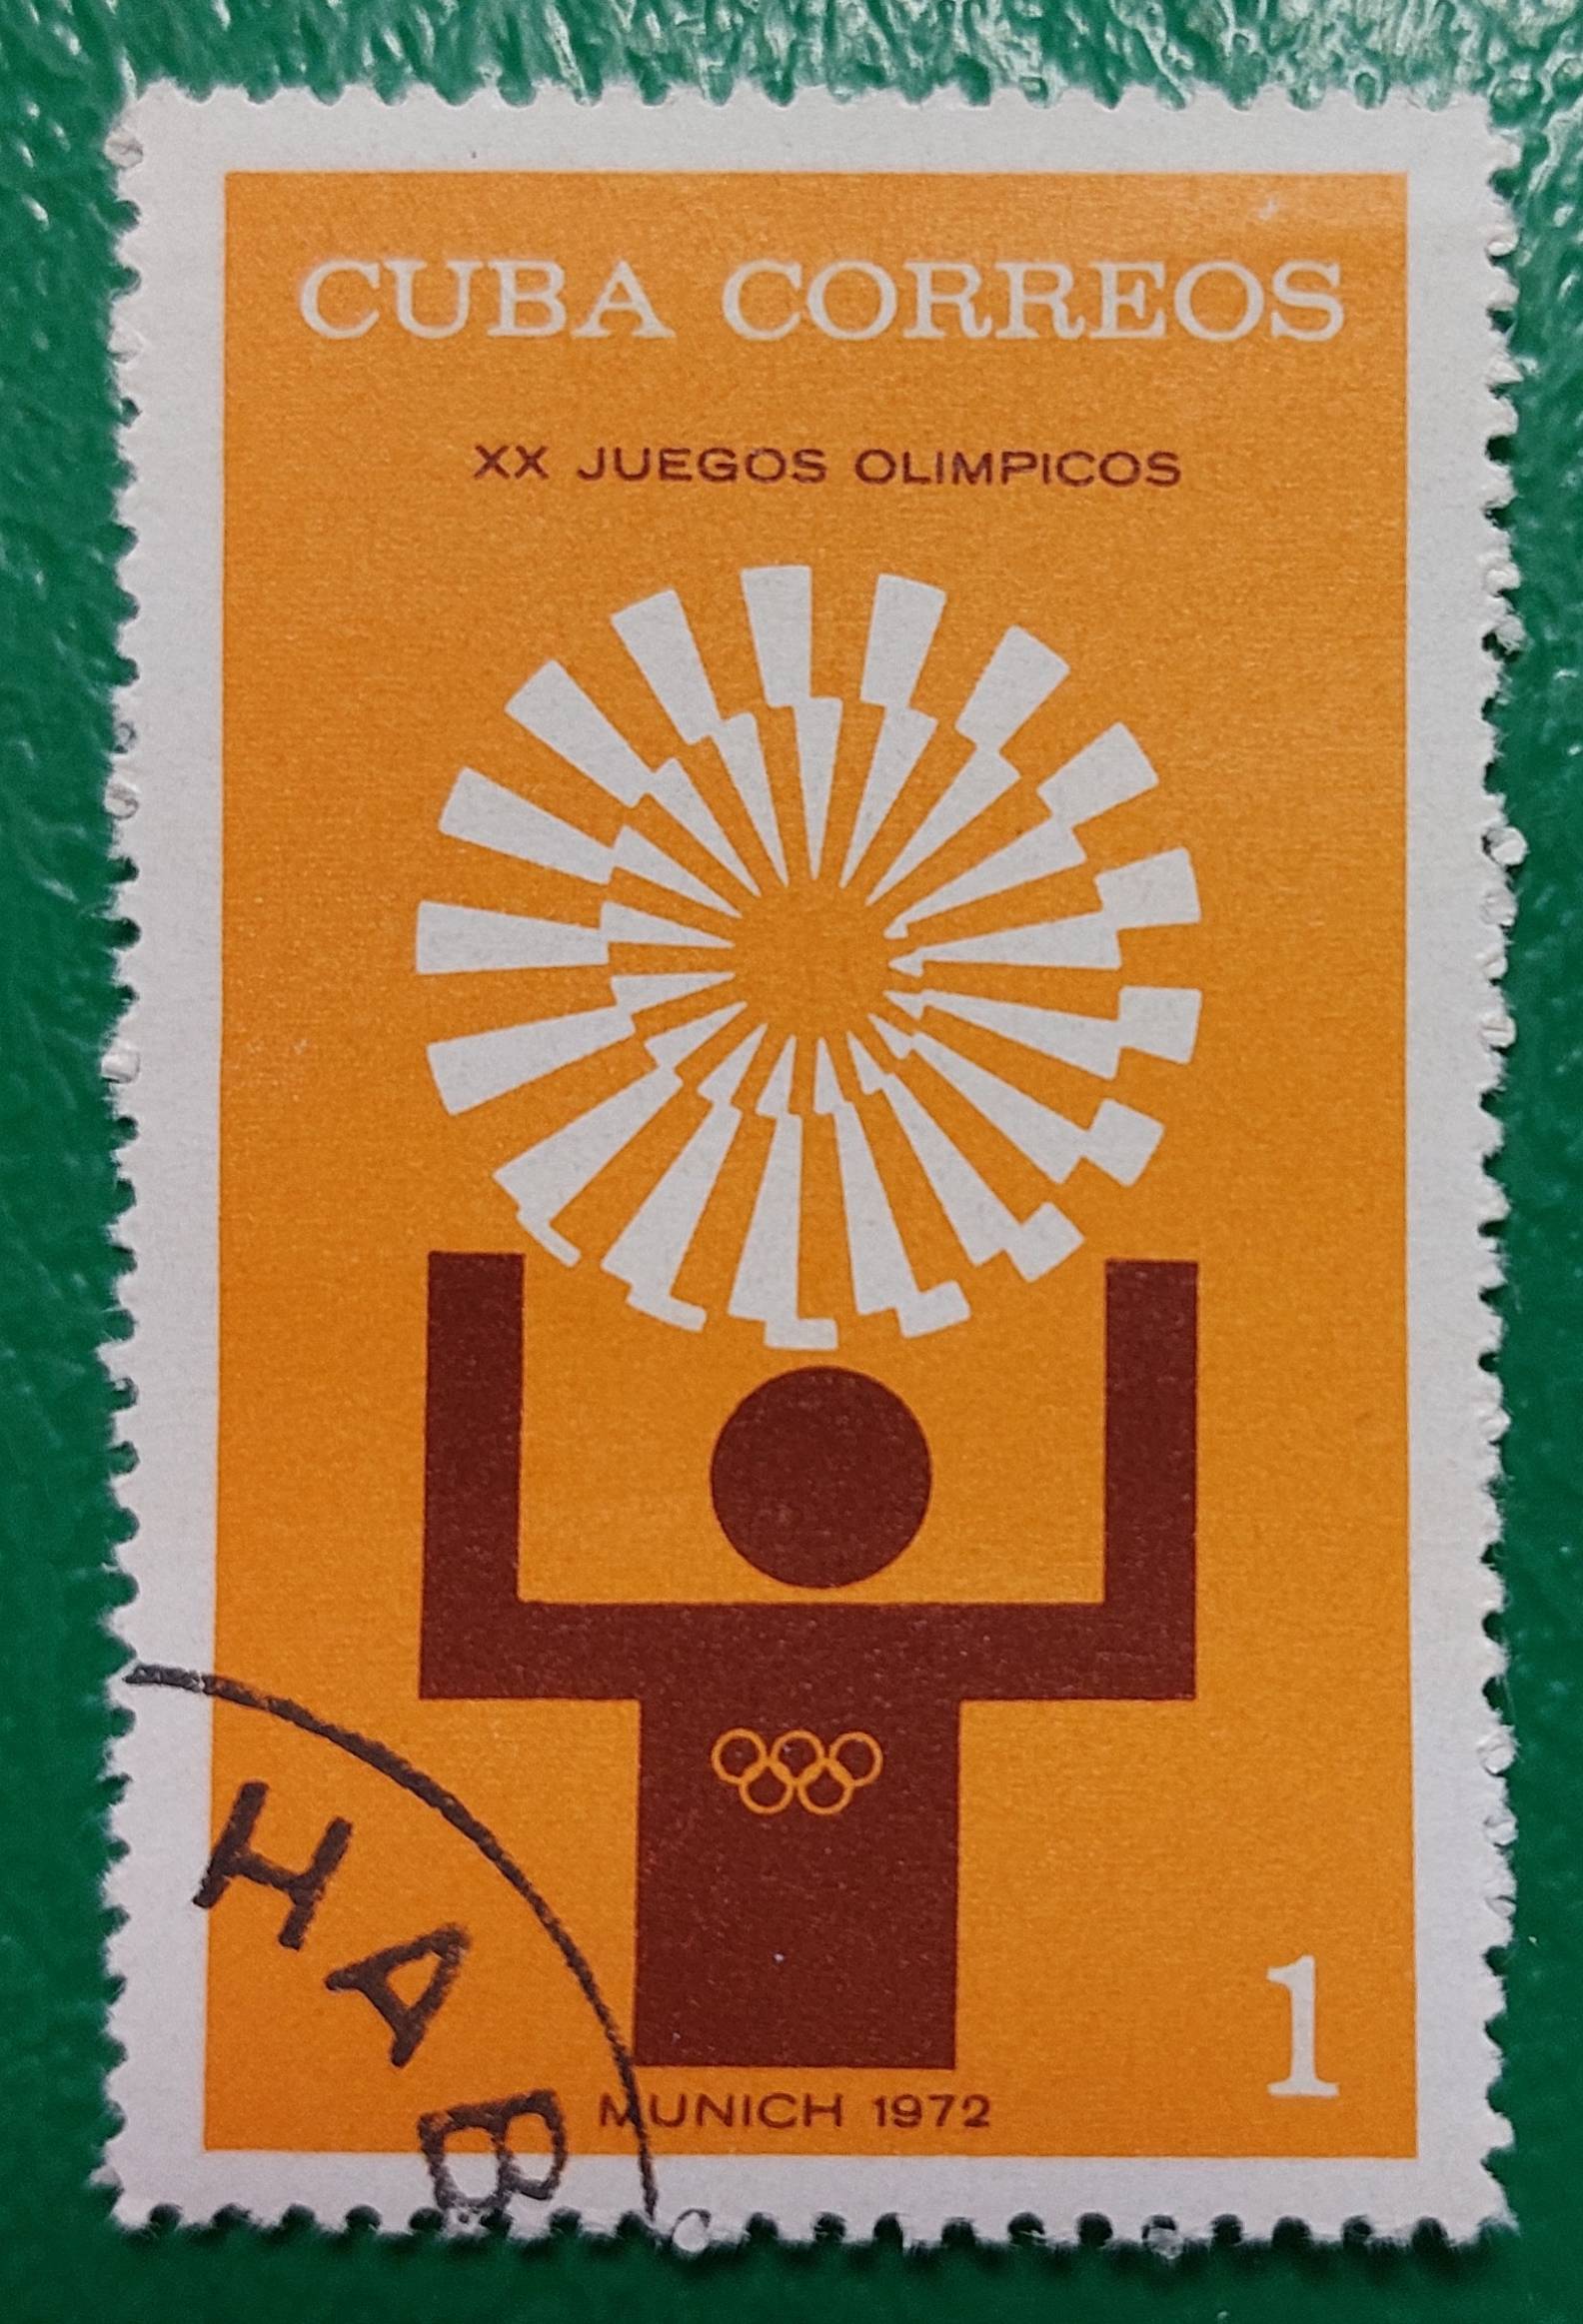 CUBA CORREOS
XX JUEGOS OLIMPICOS
HAB
1
MUNICH 1972